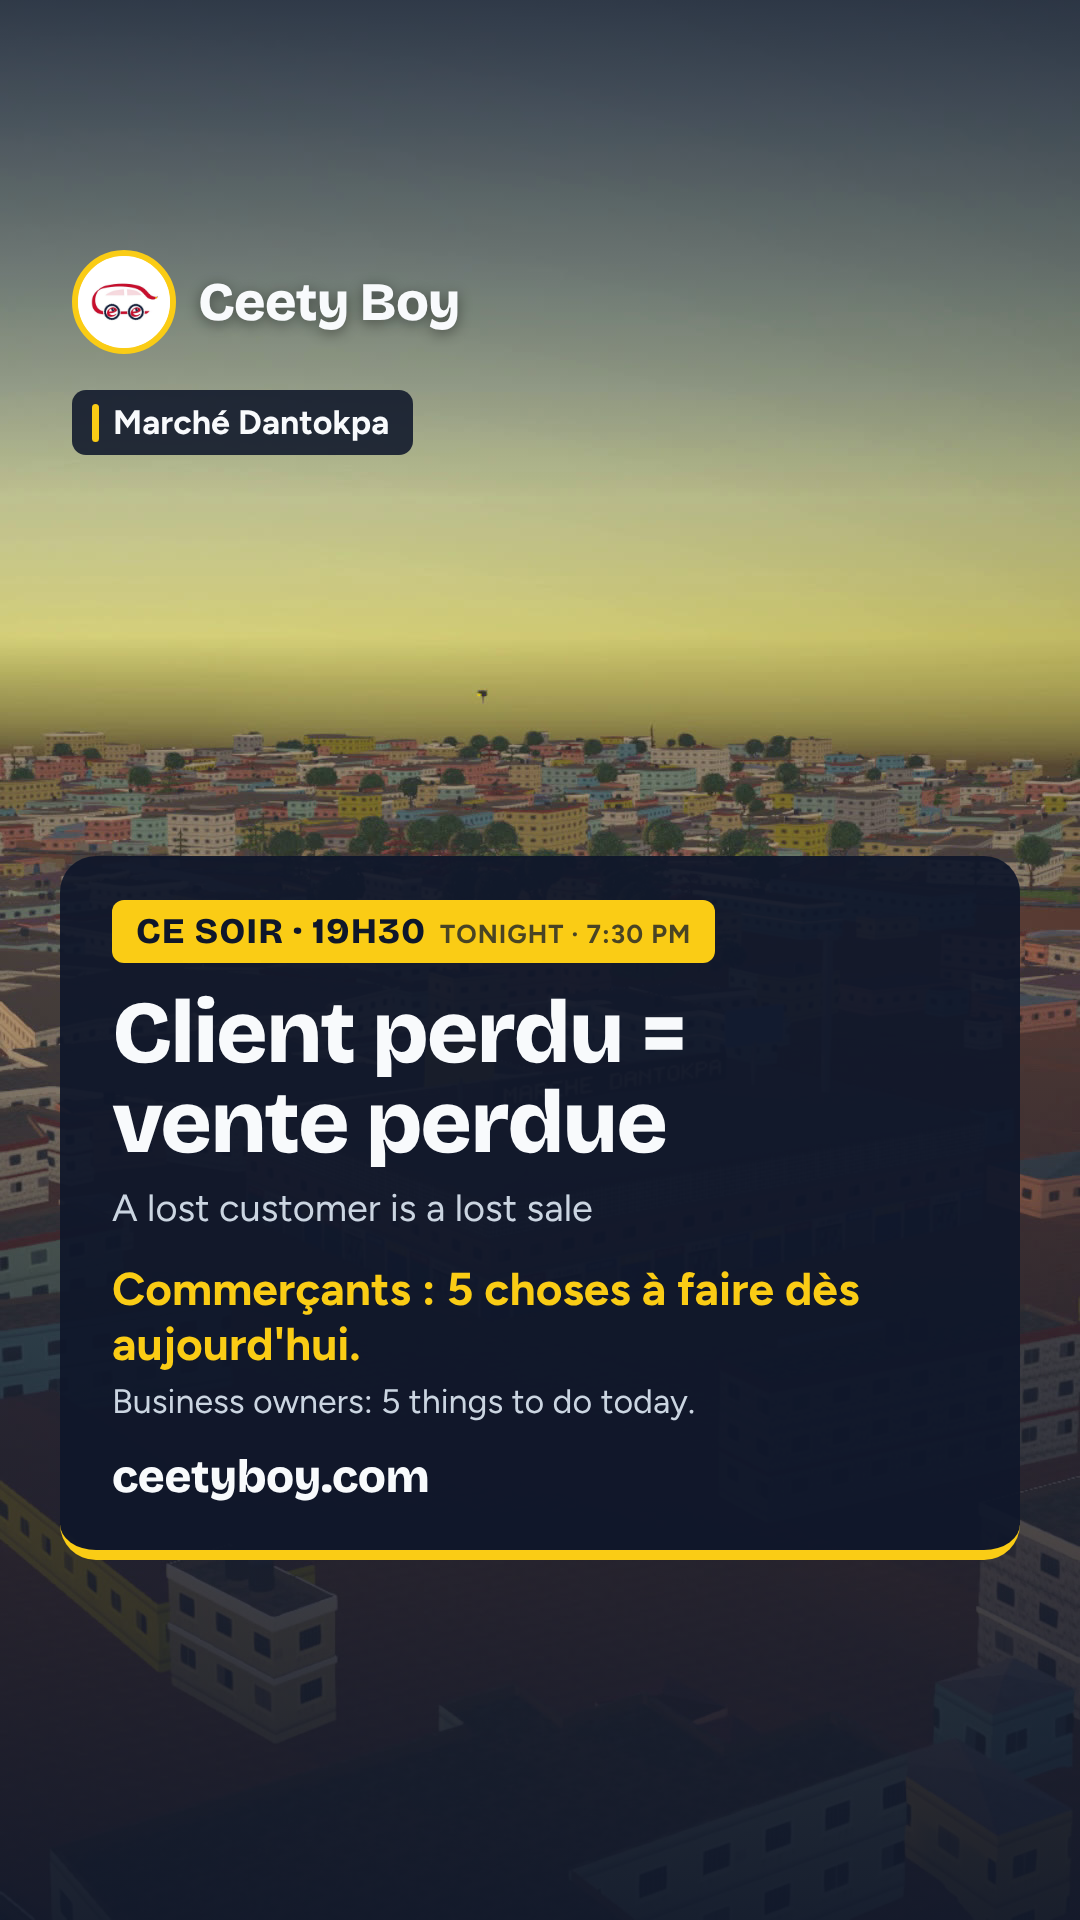 Ceety Boy
Marché Dantokpa
CE SOIR · 19H30 TONIGHT · 7:30 PM
Client perdu =
vente perdue
A lost customer is a lost sale
Commerçants : 5 choses à faire dès
aujourd'hui.
Business owners: 5 things to do today.
ceetyboy.com